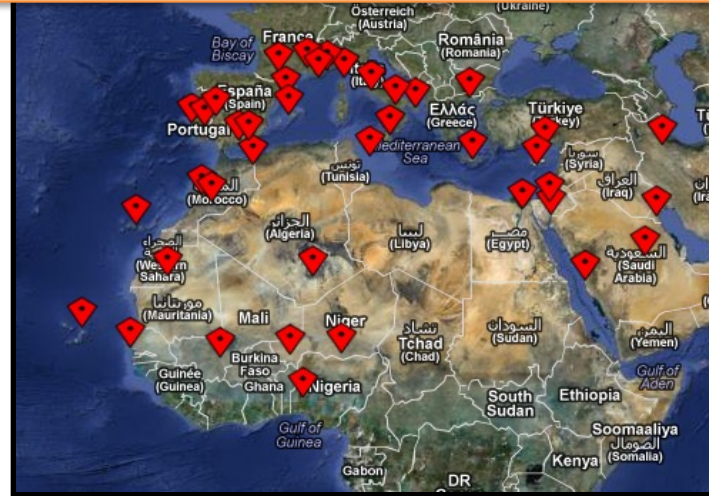 Österreich
(Austria)
(Ukraine)
France
Bay of
Biscay
România
(Romania)
España
(Spain)
Portugal
Ελλάς
(Greece)
Türkiye
Mediterranean
Sea
تونس
(Tunisia)
سوريا
(Syria)
العراق
(Iraq)
(Morocco)
الجزائر
(Algeria)
ليبيا
(Libya)
مصر
(Egypt)
الصحراء
(Western
Sahara)
السعودية
(Saudi
Arabia)
موريتانيا
(Mauritania)
Mali
Niger
تشاد
Tchad
(Chad)
السودان
(Sudan)
اليمن
(Yemen)
Burkina
Faso
Guinée
(Guinea)
Ghana
Nigeria
Gulf of
Aden
South
Sudan
Ethiopia
Gulf of
Guinea
Soomaaliya
الصومال
(Somalia)
Kenya
Gabon
DR